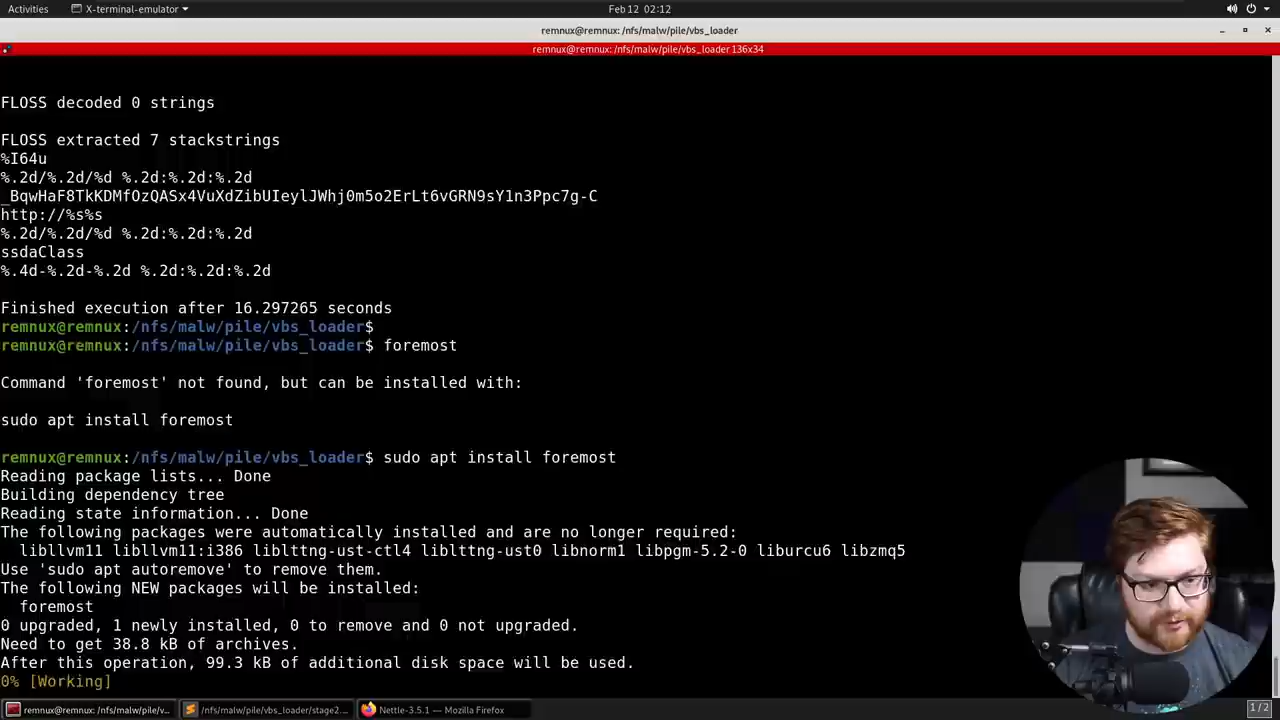 Activities
X-terminal-emulator
Feb 12 02:12
remnux@remnux: /nfs/malw/pile/vbs_loader
remnux@remnux: /nfs/malw/pile/vbs_loader 136x34
FLOSS decoded 0 strings
FLOSS extracted 7 stackstrings
%I64u
%.2d/%.2d/%d %.2d:%.2d:%.2d
_BqwHaF8TkKDMfOzQASx4VuXdZibUIeylJWhj0m5o2ErLt6vGRN9sY1n3Ppc7g-C
http://%s%s
%.2d/%.2d/%d %.2d:%.2d:%.2d
ssdaClass
%.4d-%.2d-%.2d %.2d:%.2d:%.2d
Finished execution after 16.297265 seconds
remnux@remnux:/nfs/malw/pile/vbs_loader$
remnux@remnux:/nfs/malw/pile/vbs_loader$ foremost
Command 'foremost' not found, but can be installed with:
sudo apt install foremost
remnux@remnux:/nfs/malw/pile/vbs_loader$ sudo apt install foremost
Reading package lists... Done
Building dependency tree
Reading state information... Done
The following packages were automatically installed and are no longer required:
libllvm11 libllvm11:i386 liblttng-ust-ctl4 liblttng-ust0 libnorm1 libpgm-5.2-0 liburcu6 libzmq5
Use 'sudo apt autoremove' to remove them.
The following NEW packages will be installed:
foremost
0 upgraded, 1 newly installed, 0 to remove and 0 not upgraded.
Need to get 38.8 kB of archives.
After this operation, 99.3 kB of additional disk space will be used.
0% [Working]
remnux@remnux: /nfs/malw/pile/v...
/nfs/malw/pile/vbs_loader/stage2....
Nettle-3.5.1 — Mozilla Firefox
1/2